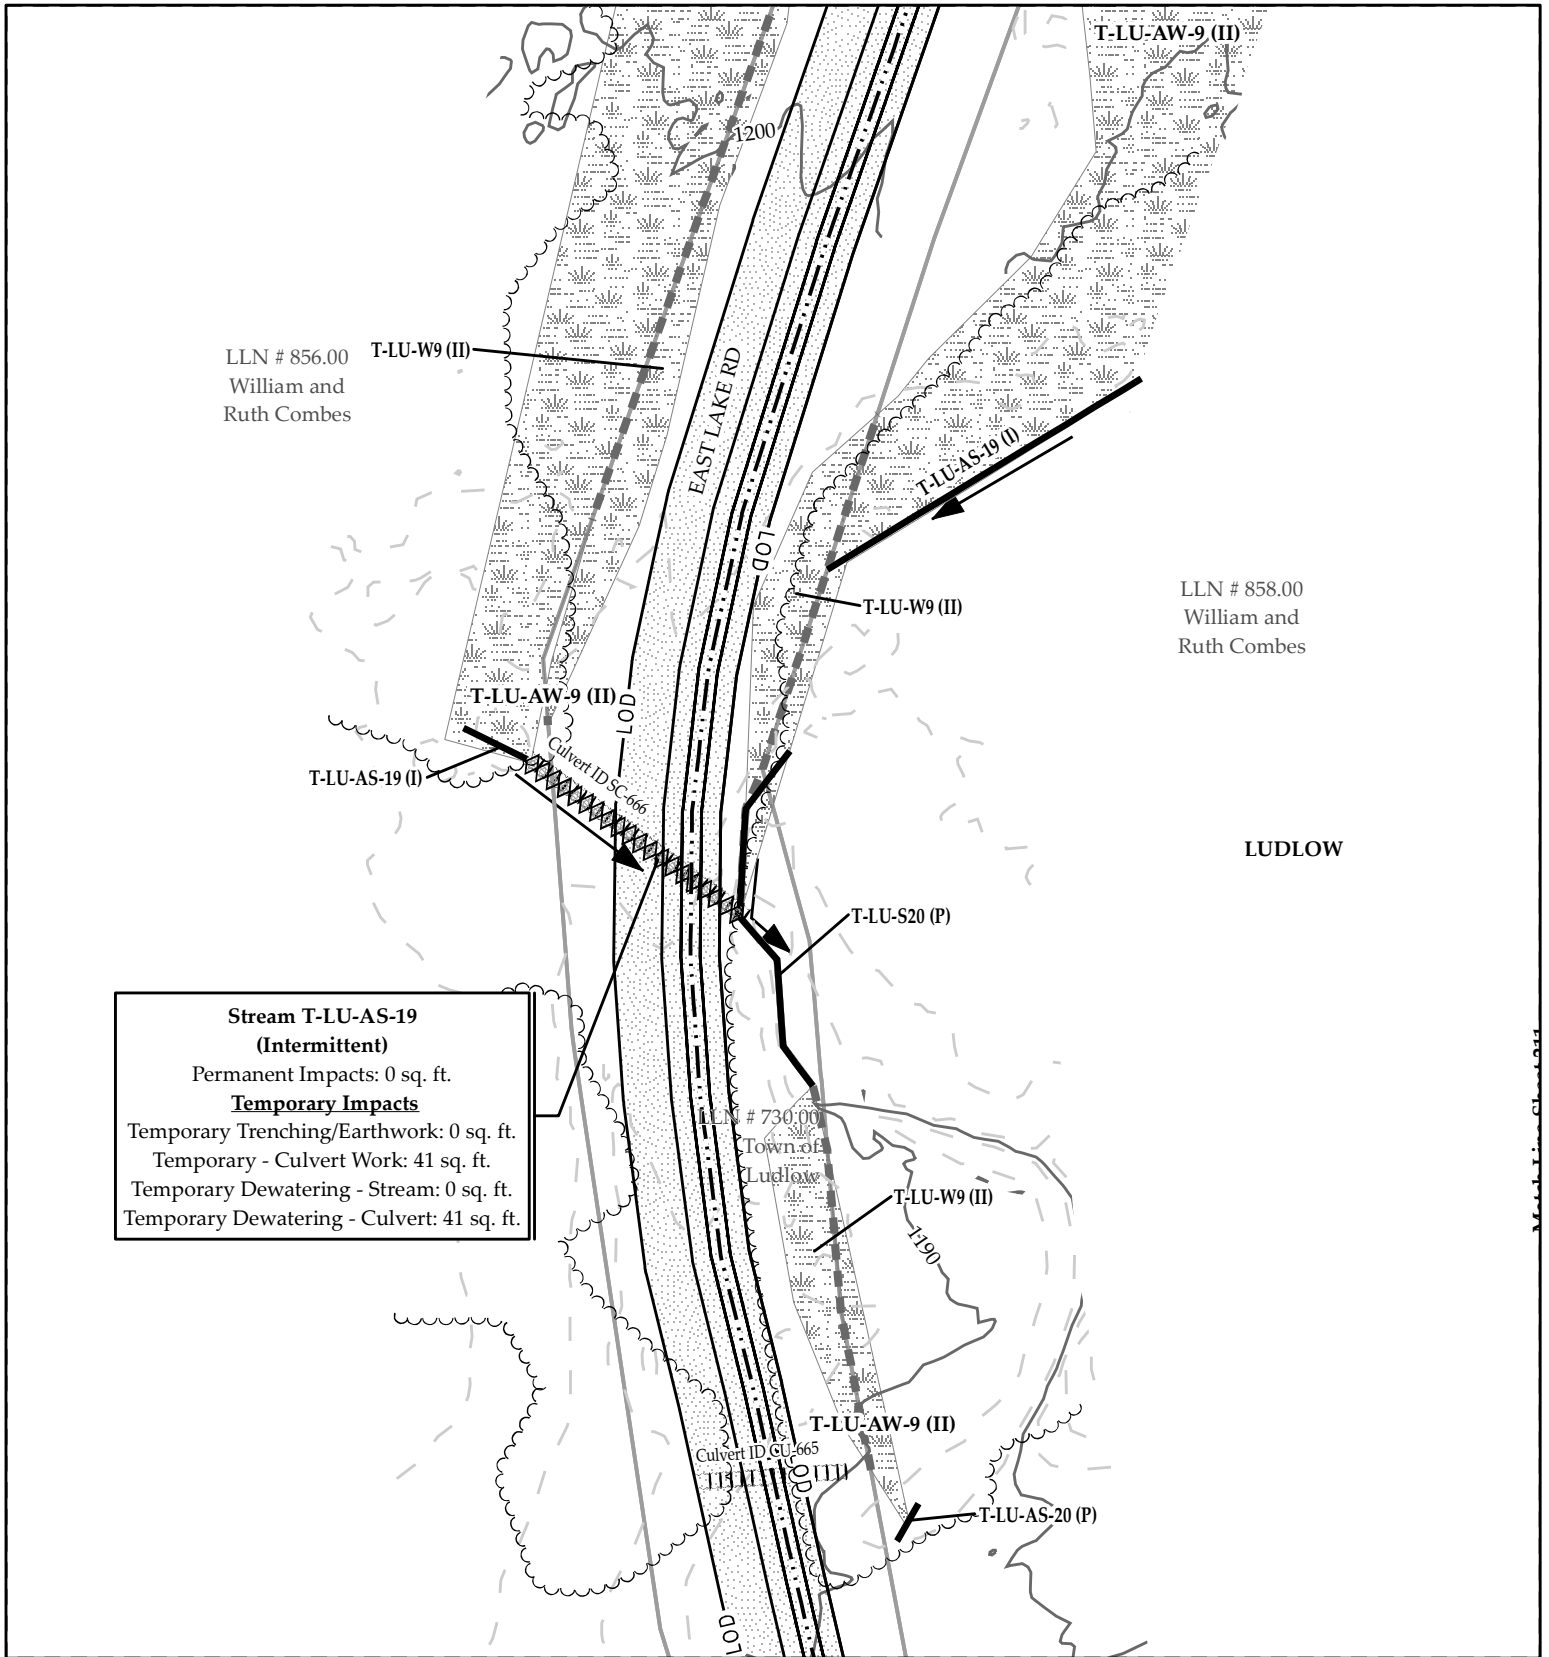 T-LU-AW-9 (II)
1200
LLN # 856.00
William and
Ruth Combes
T-LU-W9 (II)
EAST LAKE RD
T-LU-AS-19 (I)
LOD
T-LU-W9 (II)
LLN # 858.00
William and
Ruth Combes
T-LU-AW-9 (II)
LOD
Culvert ID SC-666
T-LU-AS-19 (I)
LUDLOW
T-LU-S20 (P)
Stream T-LU-AS-19
(Intermittent)
Permanent Impacts: 0 sq. ft.
Temporary Impacts
Temporary Trenching/Earthwork: 0 sq. ft.
Temporary - Culvert Work: 41 sq. ft.
Temporary Dewatering - Stream: 0 sq. ft.
Temporary Dewatering - Culvert: 41 sq. ft.
LLN # 730.00
Town of
Ludlow
T-LU-W9 (II)
1190
T-LU-AW-9 (II)
Culvert ID CU-665
LOD
T-LU-AS-20 (P)
LOD